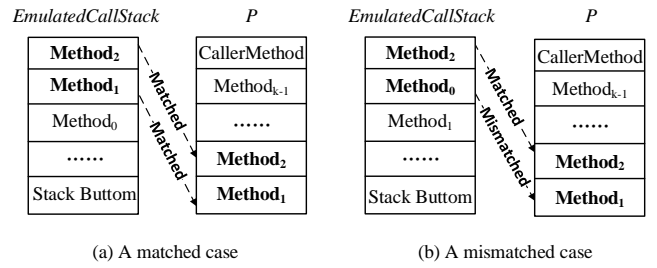 EmulatedCallStack P
Method2 CallerMethod
Method1 Methodk-1
Method0 ......
...... Method2
Stack Buttom Method1
Matched
Matched
(a) A matched case
EmulatedCallStack P
Method2 CallerMethod
Method0 Methodk-1
Method1 ......
...... Method2
Stack Buttom Method1
Matched
Mismatched
(b) A mismatched case